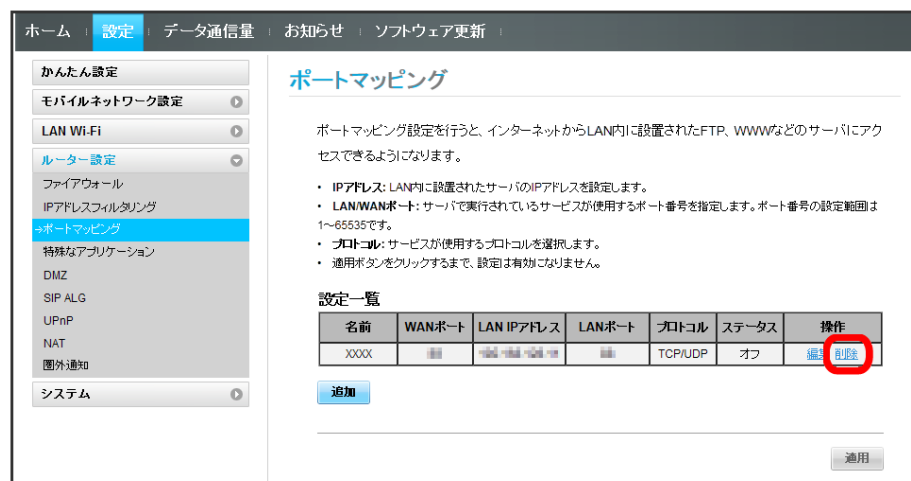 ホーム 設定 データ通信量 お知らせ ソフトウェア更新
かんたん設定
モバイルネットワーク設定
LAN Wi-Fi
ルーター設定
ファイアウォール
IPアドレスフィルタリング
→ポートマッピング
特殊なアプリケーション
DMZ
SIP ALG
UPnP
NAT
圏外通知
システム
ポートマッピング
ポートマッピング設定を行うと、インターネットからLAN内に設置されたFTP、WWWなどのサーバにアク
セスできるようになります。
・ IPアドレス: LAN内に設置されたサーバのIPアドレスを設定します。
・ LAN/WANポート: サーバで実行されているサービスが使用するポート番号を指定します。ポート番号の設定範囲は
1～65535です。
・ プロトコル: サービスが使用するプロトコルを選択します。
・ 適用ボタンをクリックするまで、設定は有効になりません。
設定一覧
名前 WANポート LAN IPアドレス LANポート プロトコル ステータス 操作
XXXX TCP/UDP オフ 編集 削除
追加
適用